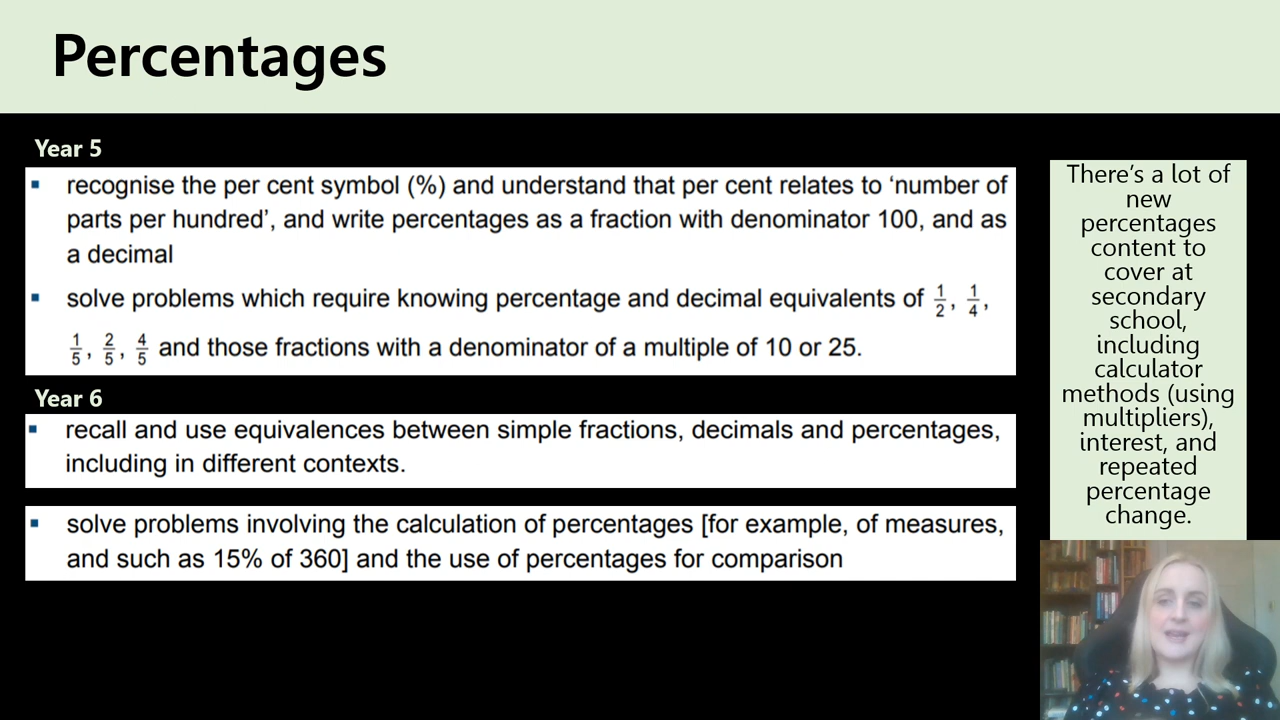 Percentages
Year 5
▪ recognise the per cent symbol (%) and understand that per cent relates to ‘number of
parts per hundred’, and write percentages as a fraction with denominator 100, and as
a decimal
▪ solve problems which require knowing percentage and decimal equivalents of 1/2, 1/4,
1/5, 2/5, 4/5 and those fractions with a denominator of a multiple of 10 or 25.
Year 6
▪ recall and use equivalences between simple fractions, decimals and percentages,
including in different contexts.
▪ solve problems involving the calculation of percentages [for example, of measures,
and such as 15% of 360] and the use of percentages for comparison
There’s a lot of
new
percentages
content to
cover at
secondary
school,
including
calculator
methods (using
multipliers),
interest, and
repeated
percentage
change.